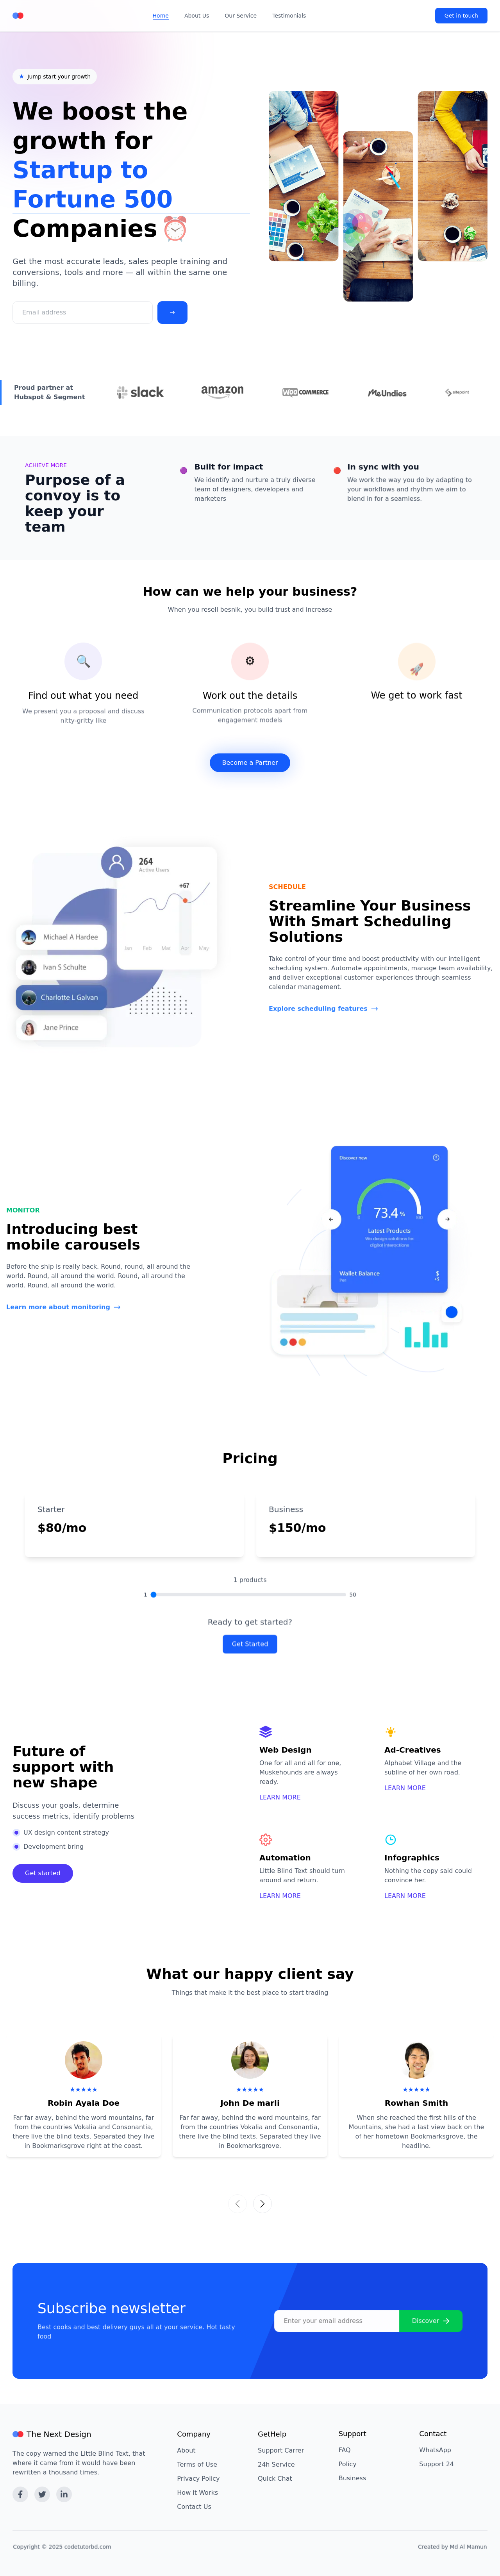 Home
About Us
Our Service
Testimonials
Get in touch
★ Jump start your growth
We boost the
growth for
Startup to
Fortune 500
Companies⏰
Get the most accurate leads, sales people training and
conversions, tools and more — all within the same one
billing.
Email address
→
Proud partner at
Hubspot & Segment
slack
amazon
WOO COMMERCE
MeUndies
sitepoint
ACHIEVE MORE
Purpose of a
convoy is to
keep your
team
Built for impact
We identify and nurture a truly diverse
team of designers, developers and
marketers
In sync with you
We work the way you do by adapting to
your workflows and rhythm we aim to
blend in for a seamless.
How can we help your business?
When you resell besnik, you build trust and increase
Find out what you need
We present you a proposal and discuss
nitty-gritty like
Work out the details
Communication protocols apart from
engagement models
We get to work fast
Become a Partner
264
Active Users
+67
Jan Feb Mar Apr May
Michael A Hardee
Ivan S Schulte
Charlotte L Galvan
Jane Prince
SCHEDULE
Streamline Your Business
With Smart Scheduling
Solutions
Take control of your time and boost productivity with our intelligent
scheduling system. Automate appointments, manage team availability,
and deliver exceptional customer experiences through seamless
calendar management.
Explore scheduling features →
MONITOR
Introducing best
mobile carousels
Before the ship is really back. Round, round, all around the
world. Round, all around the world. Round, all around the
world. Round, all around the world.
Learn more about monitoring →
Discover new
73.4 %
Latest Products
We design solutions for
digital interactions
Wallet Balance
$
Pair
Pricing
Starter
$80/mo
Business
$150/mo
1 products
1
50
Ready to get started?
Get Started
Future of
support with
new shape
Discuss your goals, determine
success metrics, identify problems
UX design content strategy
Development bring
Get started
Web Design
One for all and all for one,
Muskehounds are always
ready.
LEARN MORE
Ad-Creatives
Alphabet Village and the
subline of her own road.
LEARN MORE
Automation
Little Blind Text should turn
around and return.
LEARN MORE
Infographics
Nothing the copy said could
convince her.
LEARN MORE
What our happy client say
Things that make it the best place to start trading
★★★★★
Robin Ayala Doe
Far far away, behind the word mountains, far
from the countries Vokalia and Consonantia,
there live the blind texts. Separated they live
in Bookmarksgrove right at the coast.
★★★★★
John De marli
Far far away, behind the word mountains, far
from the countries Vokalia and Consonantia,
there live the blind texts. Separated they live
in Bookmarksgrove.
★★★★★
Rowhan Smith
When she reached the first hills of the
Mountains, she had a last view back on the
of her hometown Bookmarksgrove, the
headline.
Subscribe newsletter
Best cooks and best delivery guys all at your service. Hot tasty
food
Enter your email address
Discover →
The Next Design
The copy warned the Little Blind Text, that
where it came from it would have been
rewritten a thousand times.
Company
About
Terms of Use
Privacy Policy
How it Works
Contact Us
GetHelp
Support Carrer
24h Service
Quick Chat
Support
FAQ
Policy
Business
Contact
WhatsApp
Support 24
Copyright © 2025 codetutorbd.com
Created by Md Al Mamun